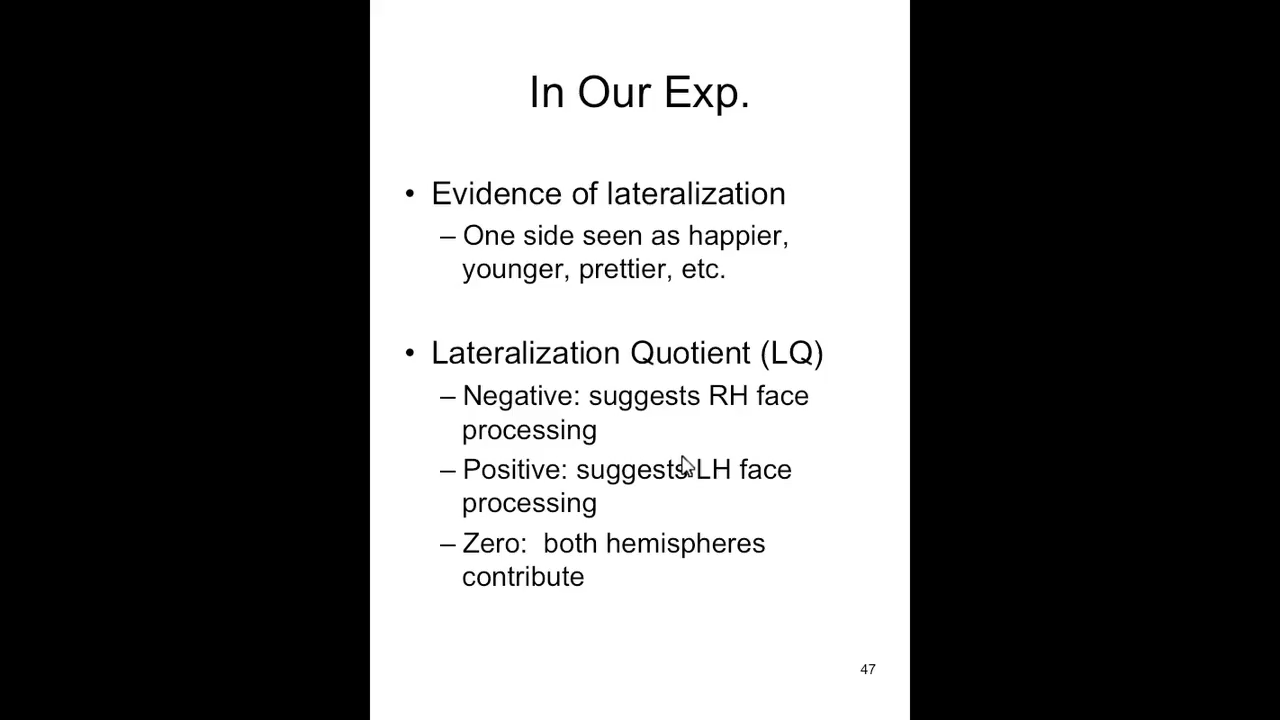 In Our Exp.
• Evidence of lateralization
– One side seen as happier,
younger, prettier, etc.
• Lateralization Quotient (LQ)
– Negative: suggests RH face
processing
– Positive: suggests LH face
processing
– Zero:  both hemispheres
contribute
47